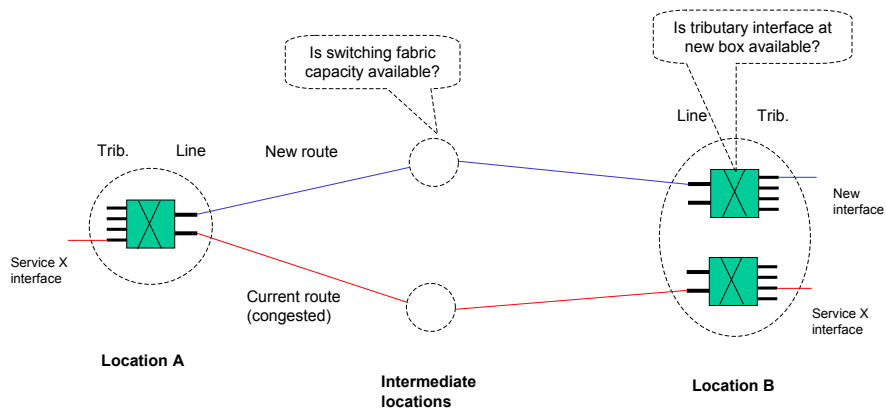 Is switching fabric
capacity available?
Is tributary interface at
new box available?
Line
Trib.
Trib.
Line
New route
New
interface
Service X
interface
Current route
(congested)
Service X
interface
Location A
Intermediate
locations
Location B